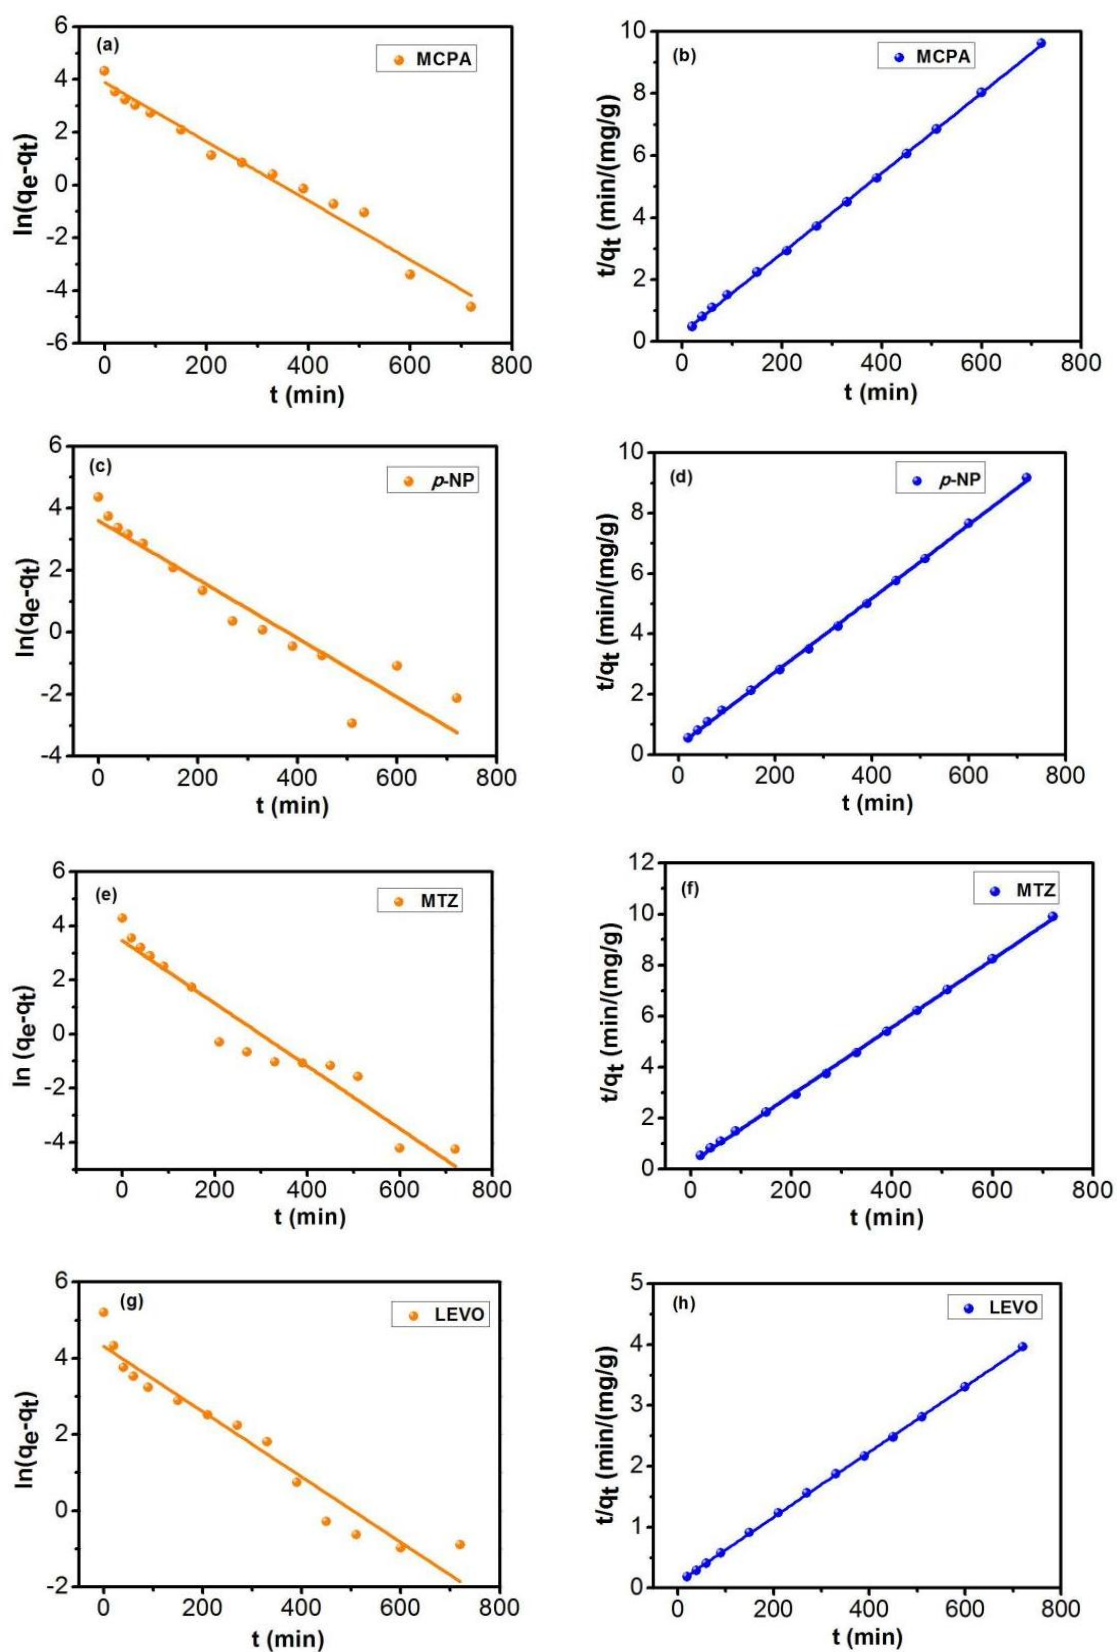 (a)
MCPA
ln(qe-qt)
6
4
2
0
-2
-4
-6
0 200 400 600 800
t (min)
(b)
MCPA
t/qt (min/(mg/g)
10
8
6
4
2
0
0 200 400 600 800
t (min)
(c)
p-NP
ln(qe-qt)
6
4
2
0
-2
-4
0 200 400 600 800
t (min)
(d)
p-NP
t/qt (min/(mg/g)
10
8
6
4
2
0
0 200 400 600 800
t (min)
(e)
MTZ
ln (qe-qt)
6
4
2
0
-2
-4
0 200 400 600 800
t (min)
(f)
MTZ
t/qt (min/(mg/g)
12
10
8
6
4
2
0
0 200 400 600 800
t (min)
(g)
LEVO
ln(qe-qt)
6
4
2
0
-2
0 200 400 600 800
t (min)
(h)
LEVO
t/qt (min/(mg/g)
5
4
3
2
1
0
0 200 400 600 800
t (min)